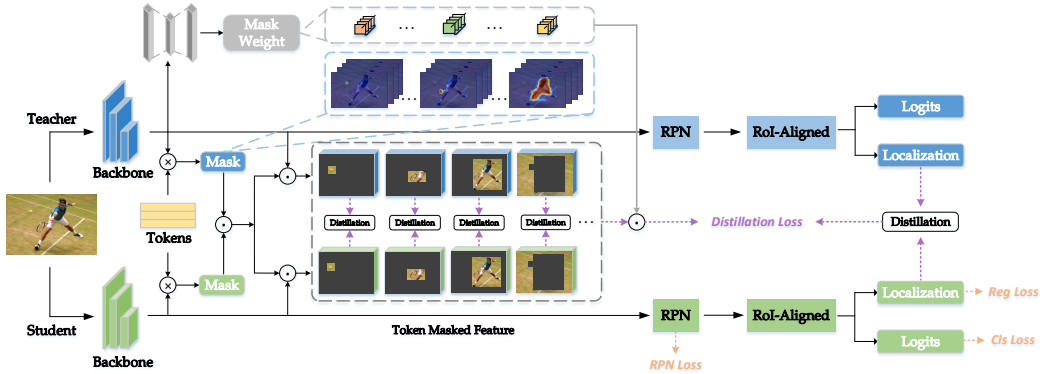 Mask
Weight
Teacher
Backbone
Mask
RPN
RoI-Aligned
Logits
Localization
Tokens
Distillation
Distillation
Distillation
Distillation
Distillation Loss
Distillation
Mask
Student
Backbone
Token Masked Feature
RPN
RoI-Aligned
Localization
Reg Loss
Logits
Cls Loss
RPN Loss